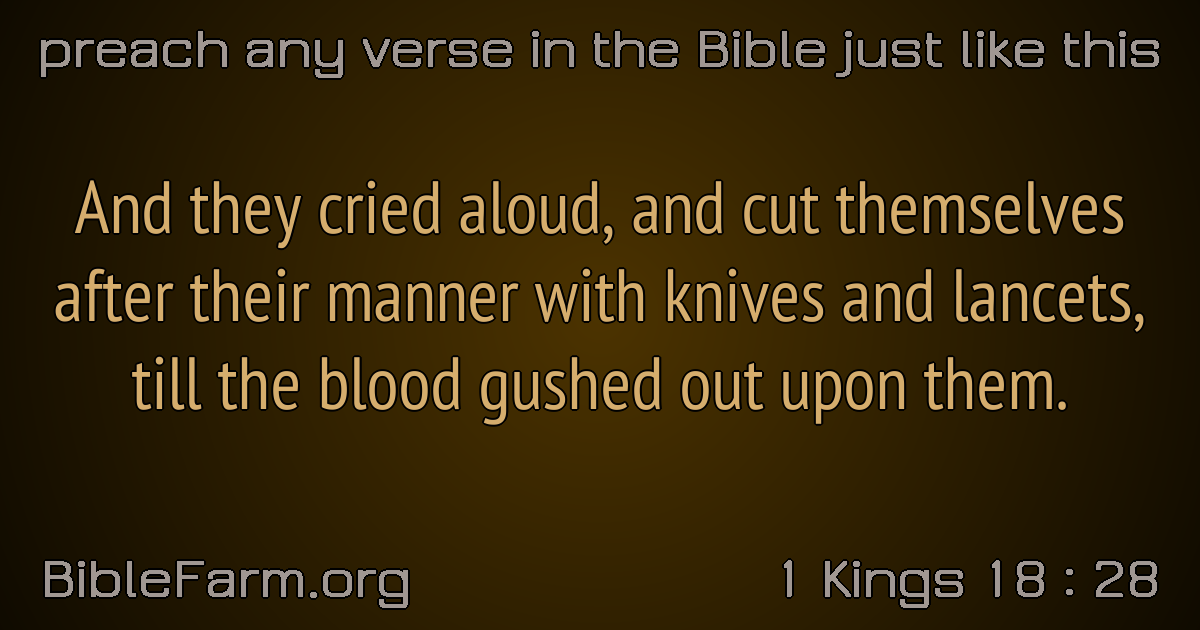 preach any verse in the Bible just like this
And they cried aloud, and cut themselves
after their manner with knives and lancets,
till the blood gushed out upon them.
BibleFarm.org
1 Kings 18 : 28